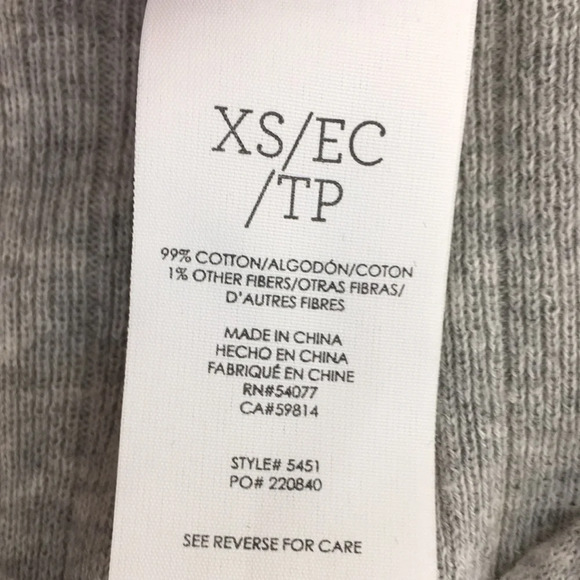 XS/EC
/TP
99% COTTON/ALGODÓN/COTON
1% OTHER FIBERS/OTRAS FIBRAS/
D'AUTRES FIBRES
MADE IN CHINA
HECHO EN CHINA
FABRIQUÉ EN CHINE
RN#54077
CA#59814
STYLE# 5451
PO# 220840
SEE REVERSE FOR CARE